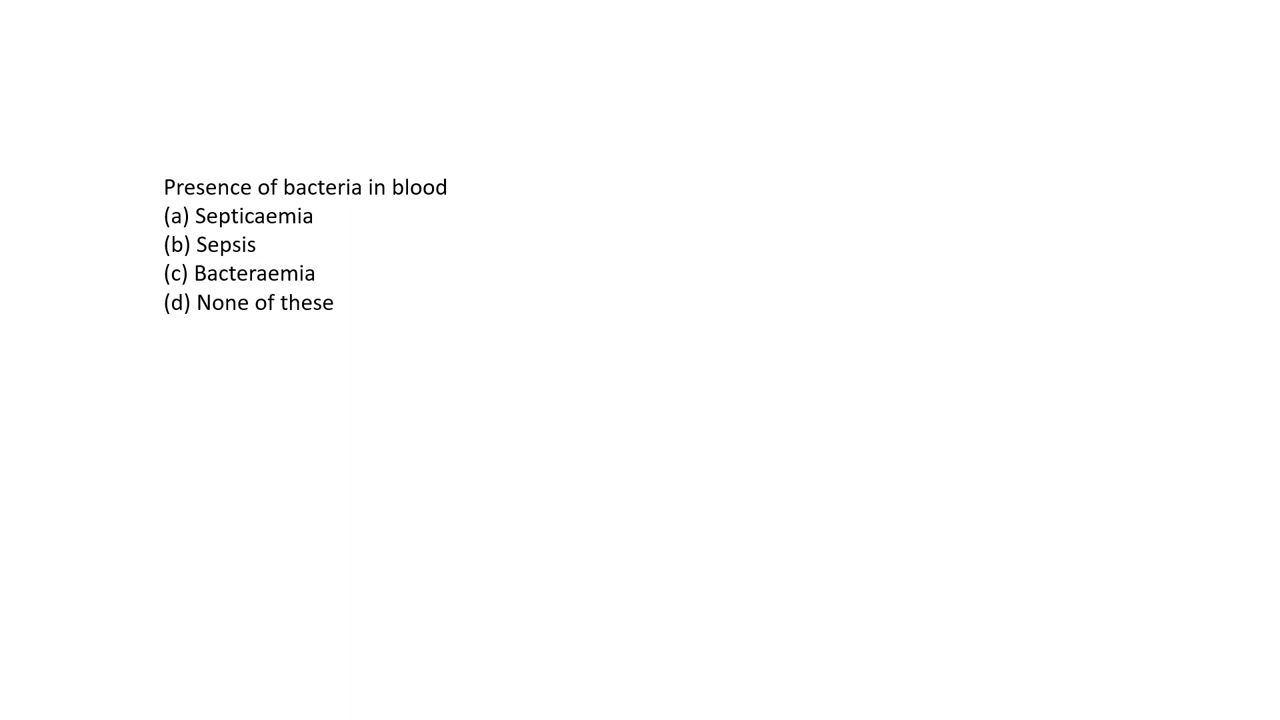 Presence of bacteria in blood
(a) Septicaemia
(b) Sepsis
(c) Bacteraemia
(d) None of these